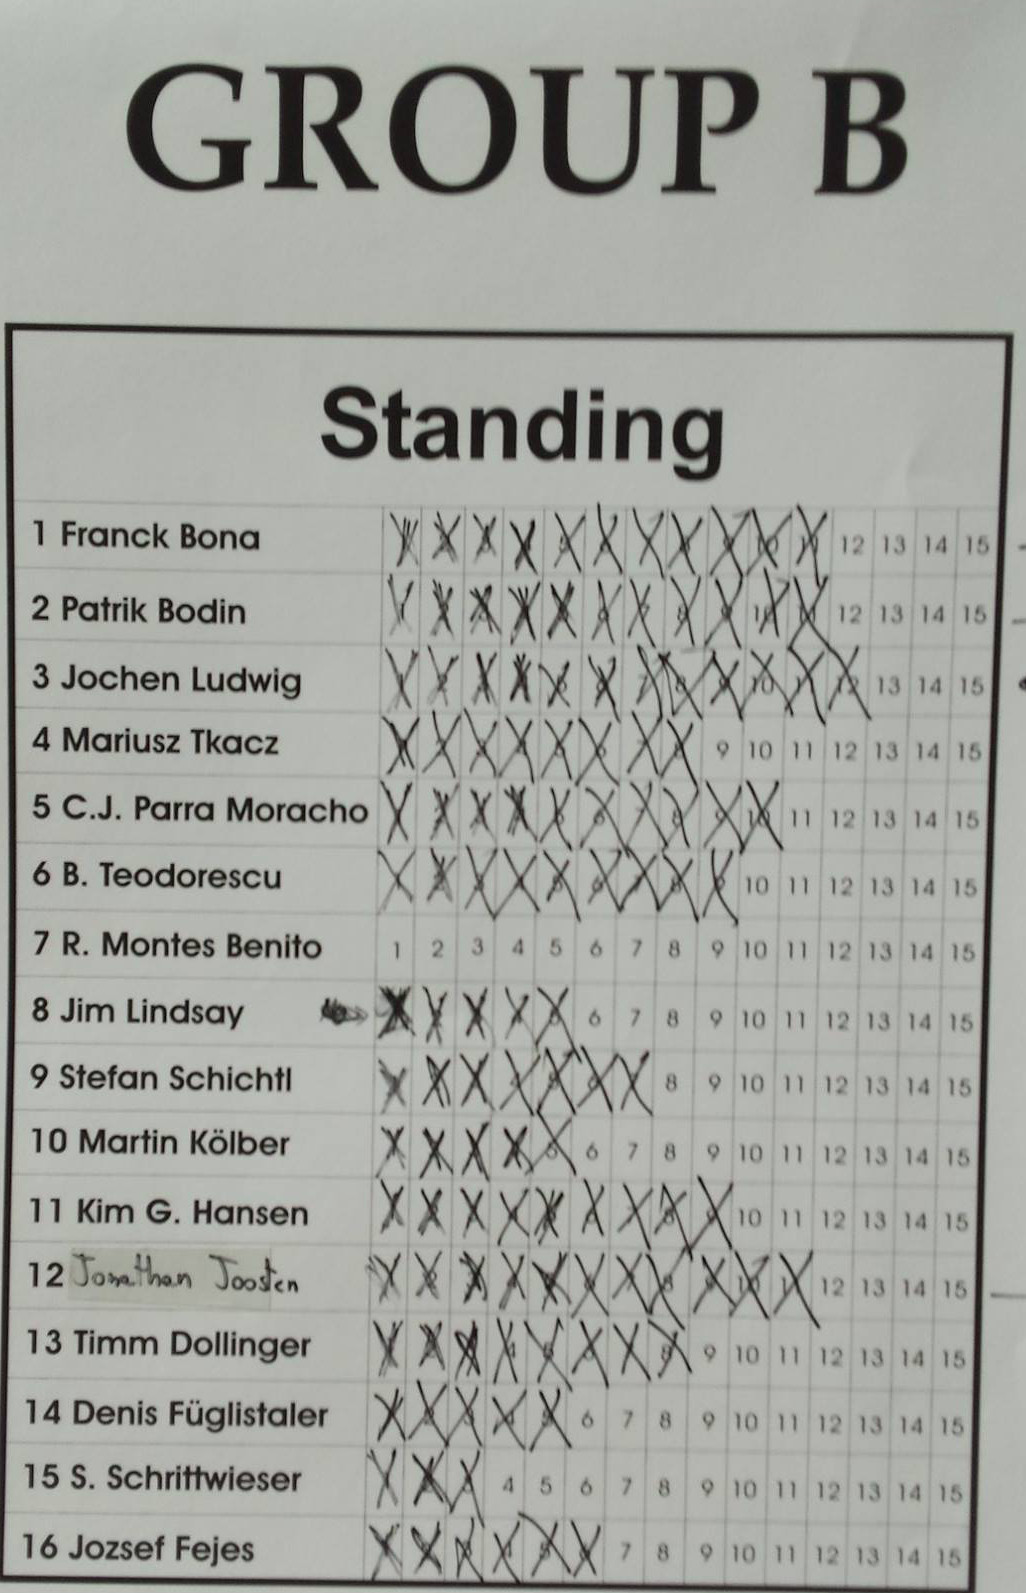 GROUP B
Standing
1 Franck Bona 12 13 14 15
2 Patrik Bodin 12 13 14 15
3 Jochen Ludwig 13 14 15
4 Mariusz Tkacz 9 10 11 12 13 14 15
5 C.J. Parra Moracho 11 12 13 14 15
6 B. Teodorescu 10 11 12 13 14 15
7 R. Montes Benito 1 2 3 4 5 6 7 8 9 10 11 12 13 14 15
8 Jim Lindsay 6 7 8 9 10 11 12 13 14 15
9 Stefan Schichtl 8 9 10 11 12 13 14 15
10 Martin Kölber 6 7 8 9 10 11 12 13 14 15
11 Kim G. Hansen 10 11 12 13 14 15
12 Jonathan Joosten 12 13 14 15
13 Timm Dollinger 9 10 11 12 13 14 15
14 Denis Füglistaler 6 7 8 9 10 11 12 13 14 15
15 S. Schrittwieser 4 5 6 7 8 9 10 11 12 13 14 15
16 Jozsef Fejes 7 8 9 10 11 12 13 14 15